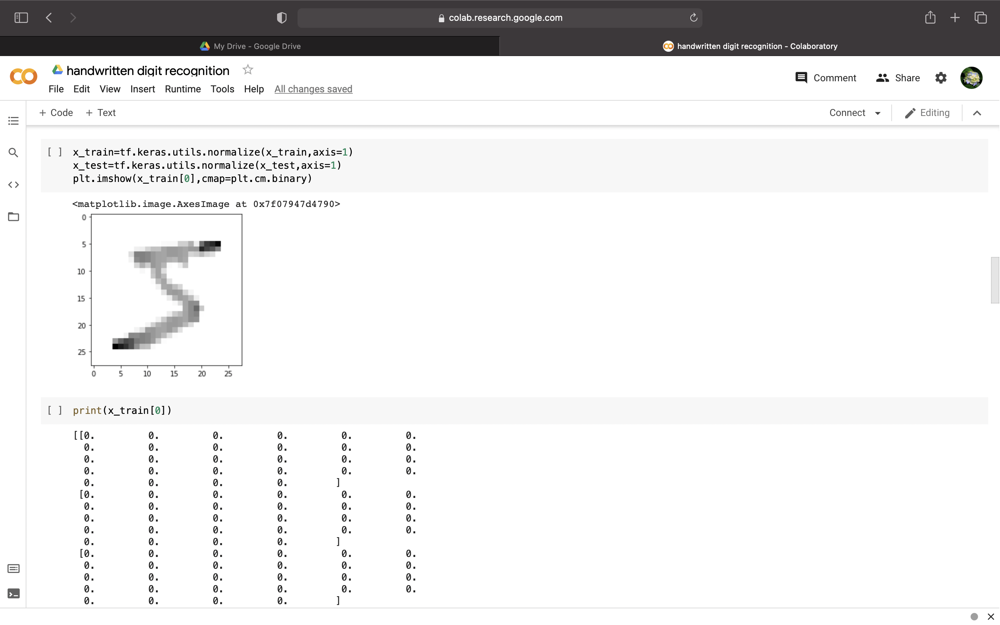 colab.research.google.com
My Drive - Google Drive
handwritten digit recognition - Colaboratory
handwritten digit recognition
Comment Share
File Edit View Insert Runtime Tools Help All changes saved
+ Code + Text
Connect Editing
[ ] x_train=tf.keras.utils.normalize(x_train,axis=1)
x_test=tf.keras.utils.normalize(x_test,axis=1)
plt.imshow(x_train[0],cmap=plt.cm.binary)
<matplotlib.image.AxesImage at 0x7f07947d4790>
0
5
10
15
20
25
0 5 10 15 20 25
[ ] print(x_train[0])
[[0. 0. 0. 0. 0. 0.
0. 0. 0. 0. 0. 0.
0. 0. 0. 0. 0. 0.
0. 0. 0. 0. 0. 0.
0. 0. 0. 0. ]
[0. 0. 0. 0. 0. 0.
0. 0. 0. 0. 0. 0.
0. 0. 0. 0. 0. 0.
0. 0. 0. 0. 0. 0.
0. 0. 0. 0. ]
[0. 0. 0. 0. 0. 0.
0. 0. 0. 0. 0. 0.
0. 0. 0. 0. 0. 0.
0. 0. 0. 0. 0. 0.
0. 0. 0. 0. ]